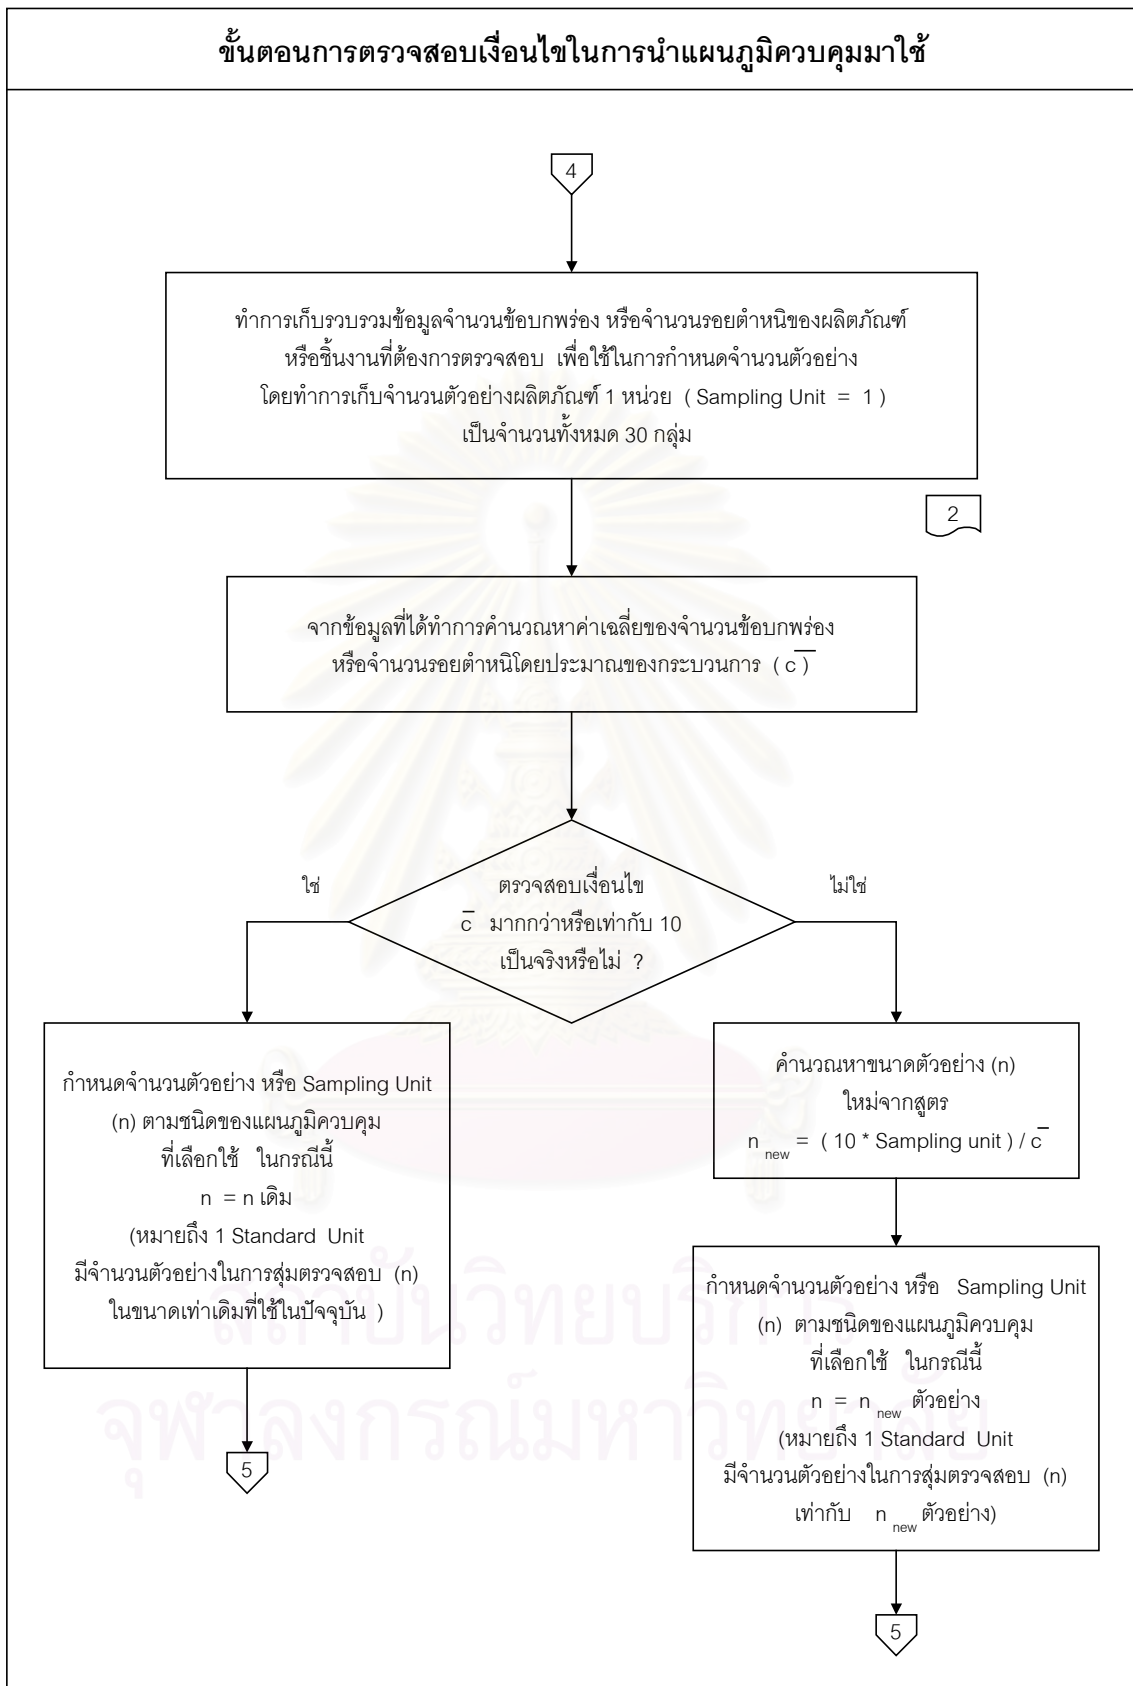 ขั้นตอนการตรวจสอบเงื่อนไขในการนำแผนภูมิควบคุมมาใช้
4
ทำการเก็บรวบรวมข้อมูลจำนวนข้อบกพร่อง หรือจำนวนรอยตำหนิของผลิตภัณฑ์
หรือชิ้นงานที่ต้องการตรวจสอบ เพื่อใช้ในการกำหนดจำนวนตัวอย่าง
โดยทำการเก็บจำนวนตัวอย่างผลิตภัณฑ์ 1 หน่วย ( Sampling Unit = 1 )
เป็นจำนวนทั้งหมด 30 กลุ่ม
2
จากข้อมูลที่ได้ทำการคำนวณหาค่าเฉลี่ยของจำนวนข้อบกพร่อง
หรือจำนวนรอยตำหนิโดยประมาณของกระบวนการ ( c̅ )
ตรวจสอบเงื่อนไข
c̅ มากกว่าหรือเท่ากับ 10
เป็นจริงหรือไม่ ?
ใช่
ไม่ใช่
กำหนดจำนวนตัวอย่าง หรือ Sampling Unit
(n) ตามชนิดของแผนภูมิควบคุม
ที่เลือกใช้ ในกรณีนี้
n = n เดิม
(หมายถึง 1 Standard Unit
มีจำนวนตัวอย่างในการสุ่มตรวจสอบ (n)
ในขนาดเท่าเดิมที่ใช้ในปัจจุบัน )
5
คำนวณหาขนาดตัวอย่าง (n)
ใหม่จากสูตร
n new = ( 10 * Sampling unit ) / c̅
กำหนดจำนวนตัวอย่าง หรือ Sampling Unit
(n) ตามชนิดของแผนภูมิควบคุม
ที่เลือกใช้ ในกรณีนี้
n = n new ตัวอย่าง
(หมายถึง 1 Standard Unit
มีจำนวนตัวอย่างในการสุ่มตรวจสอบ (n)
เท่ากับ n new ตัวอย่าง)
5
สถาบันวิทยบริการ
จุฬาลงกรณ์มหาวิทยาลัย